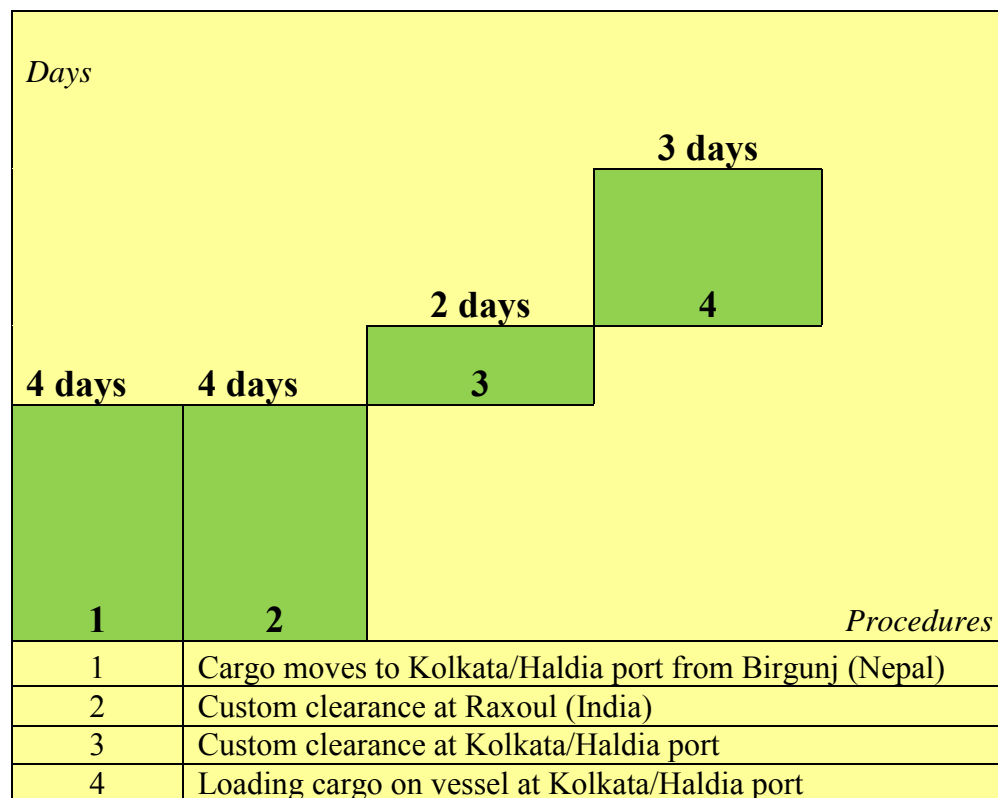 Days
3 days
2 days 4
4 days 4 days 3
1 2 Procedures
1 Cargo moves to Kolkata/Haldia port from Birgunj (Nepal)
2 Custom clearance at Raxoul (India)
3 Custom clearance at Kolkata/Haldia port
4 Loading cargo on vessel at Kolkata/Haldia port